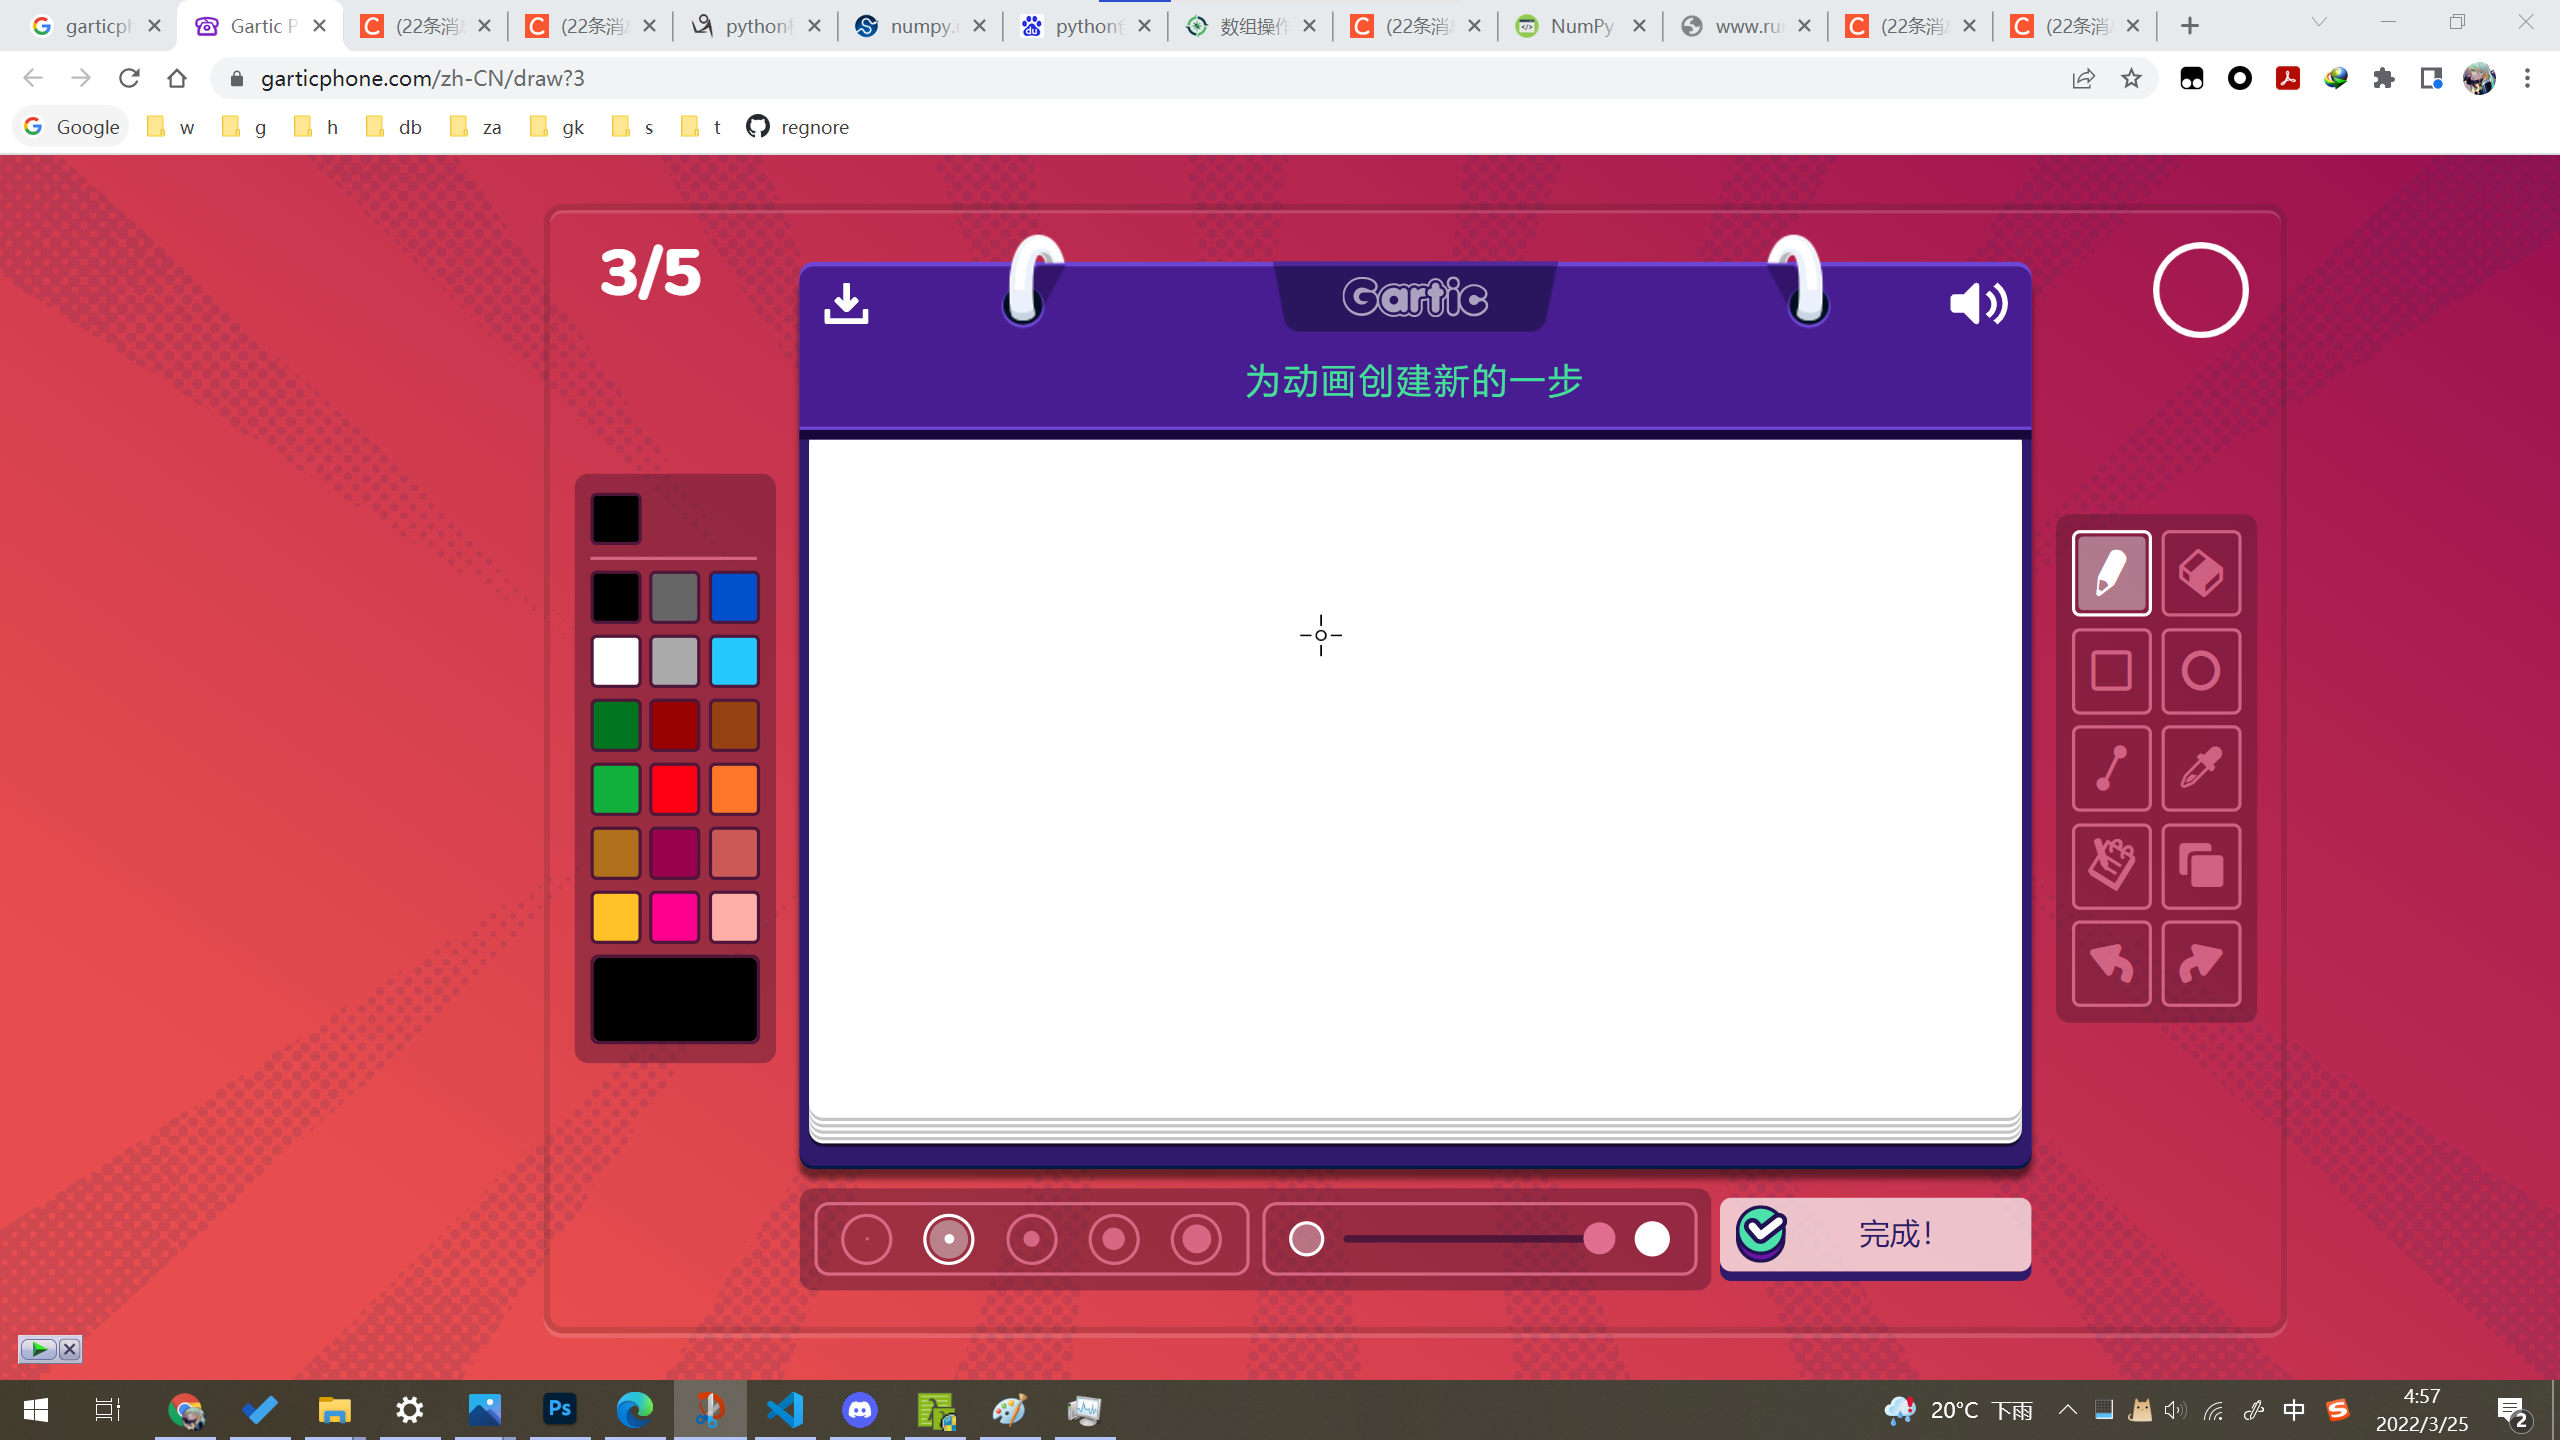 garticph
Gartic P
(22条消
(22条消
python
numpy.
python
数组操作
(22条消
NumPy
www.ru
(22条消
(22条消
garticphone.com/zh-CN/draw?3
Google
w
g
h
db
za
gk
s
t
regnore
3/5
Gartic
为动画创建新的一步
完成!
Ps
20°C 下雨
中
4:57
2022/3/25
2